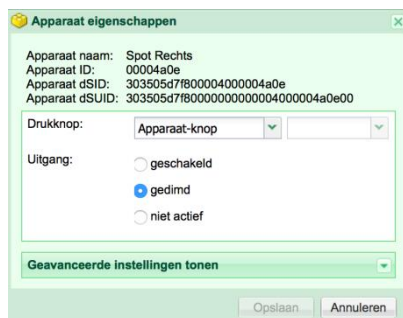 Apparaat eigenschappen
Apparaat naam: Spot Rechts
Apparaat ID: 00004a0e
Apparaat dSID: 303505d7f800004000004a0e
Apparaat dSUID: 303505d7f80000000000004000004a0e00
Drukknop: Apparaat-knop
Uitgang: geschakeld
gedimd
niet actief
Geavanceerde instellingen tonen
Opslaan Annuleren